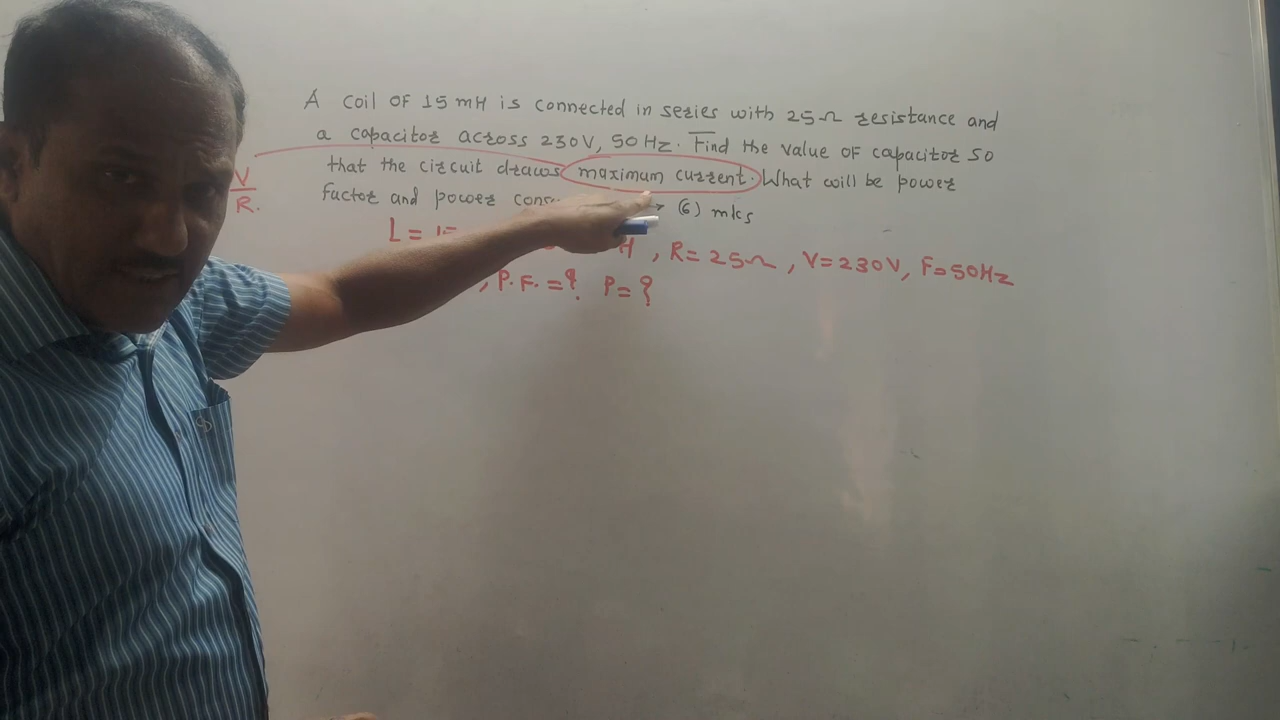 A coil OF 15 mH is connected in series with 25Ω resistance and
a capacitor across 230V, 50 Hz. Find the value of capacitor so
that the circuit draws maximum current. What will be power
factor and power (6) mks
V
R.
L = H, R = 25Ω, V = 230V, F = 50Hz
, P.F. = ? P = ?